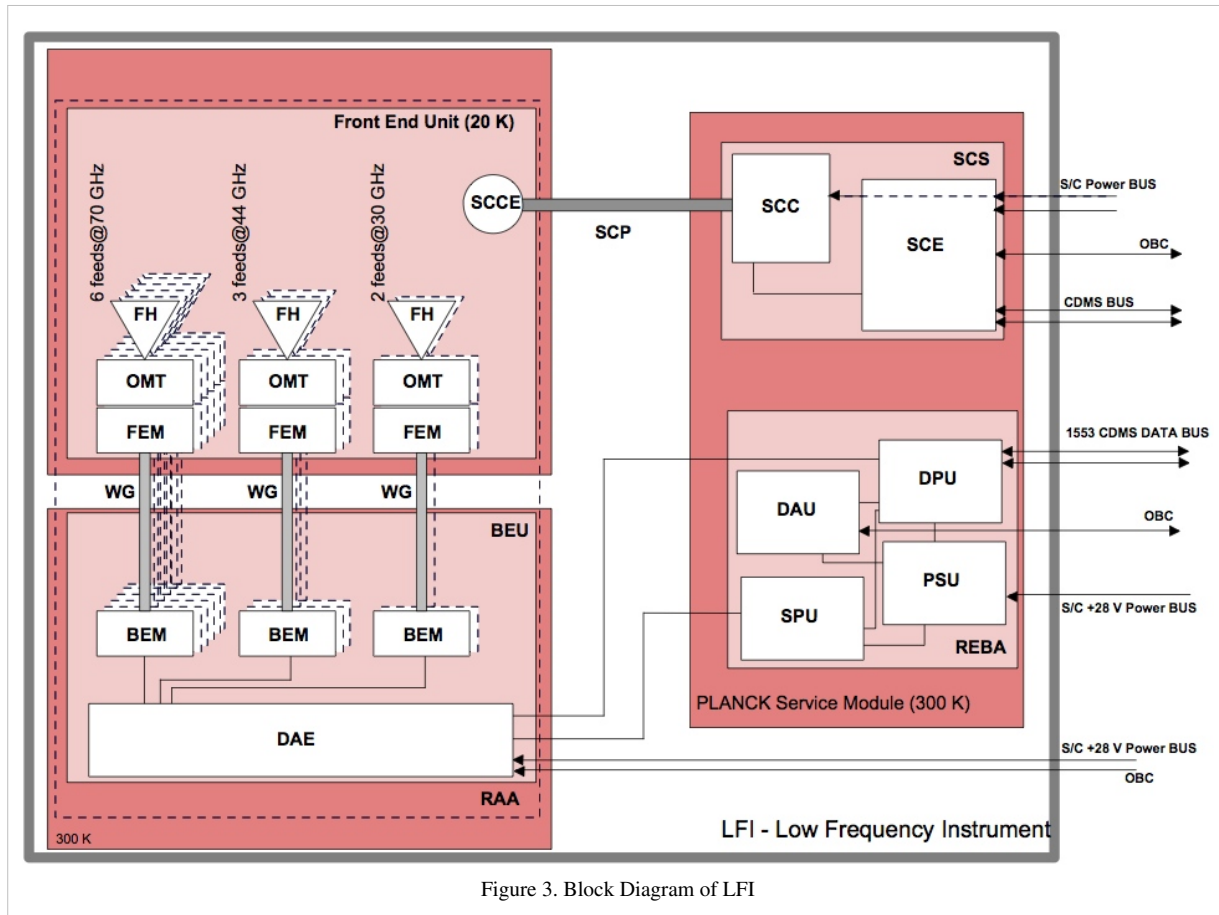 Front End Unit (20 K)
6 feeds@70 GHz
3 feeds@44 GHz
2 feeds@30 GHz
SCCE
SCP
FH
FH
FH
OMT
OMT
OMT
FEM
FEM
FEM
WG
WG
WG
BEU
BEM
BEM
BEM
DAE
RAA
300 K
SCS
SCC
SCE
S/C Power BUS
OBC
CDMS BUS
1553 CDMS DATA BUS
DPU
DAU
OBC
PSU
SPU
S/C +28 V Power BUS
REBA
PLANCK Service Module (300 K)
S/C +28 V Power BUS
OBC
LFI - Low Frequency Instrument
Figure 3. Block Diagram of LFI